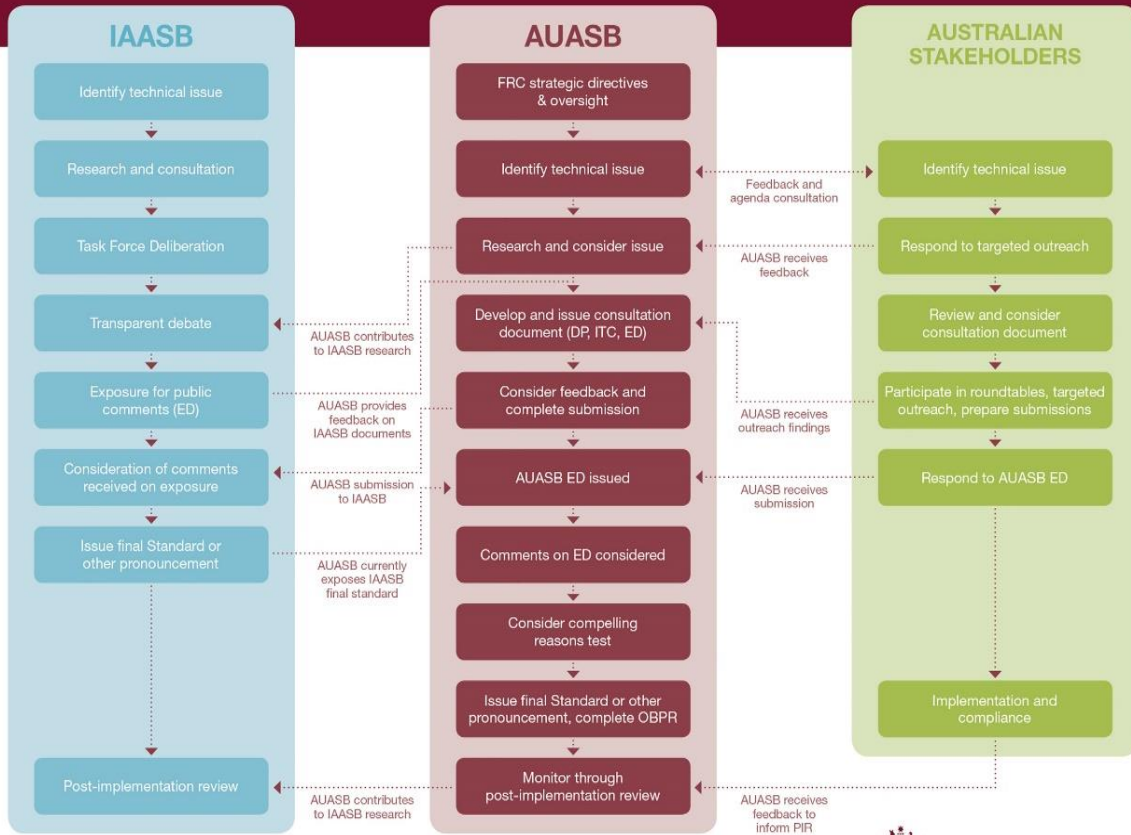 IAASB
Identify technical issue
Research and consultation
Task Force Deliberation
Transparent debate
Exposure for public
comments (ED)
Consideration of comments
received on exposure
Issue final Standard or
other pronouncement
Post-implementation review
AUASB contributes
to IAASB research
AUASB provides
feedback on
IAASB documents
AUASB submission
to IAASB
AUASB currently
exposes IAASB
final standard
AUASB contributes
to IAASB research
AUASB
FRC strategic directives
& oversight
Identify technical issue
Research and consider issue
Develop and issue consultation
document (DP, ITC, ED)
Consider feedback and
complete submission
AUASB ED issued
Comments on ED considered
Consider compelling
reasons test
Issue final Standard or other
pronouncement, complete OBPR
Monitor through
post-implementation review
Feedback and
agenda consultation
AUASB receives
feedback
AUASB receives
outreach findings
AUASB receives
submission
AUASB receives
feedback to
inform PIR
AUSTRALIAN
STAKEHOLDERS
Identify technical issue
Respond to targeted outreach
Review and consider
consultation document
Participate in roundtables, targeted
outreach, prepare submissions
Respond to AUASB ED
Implementation and
compliance